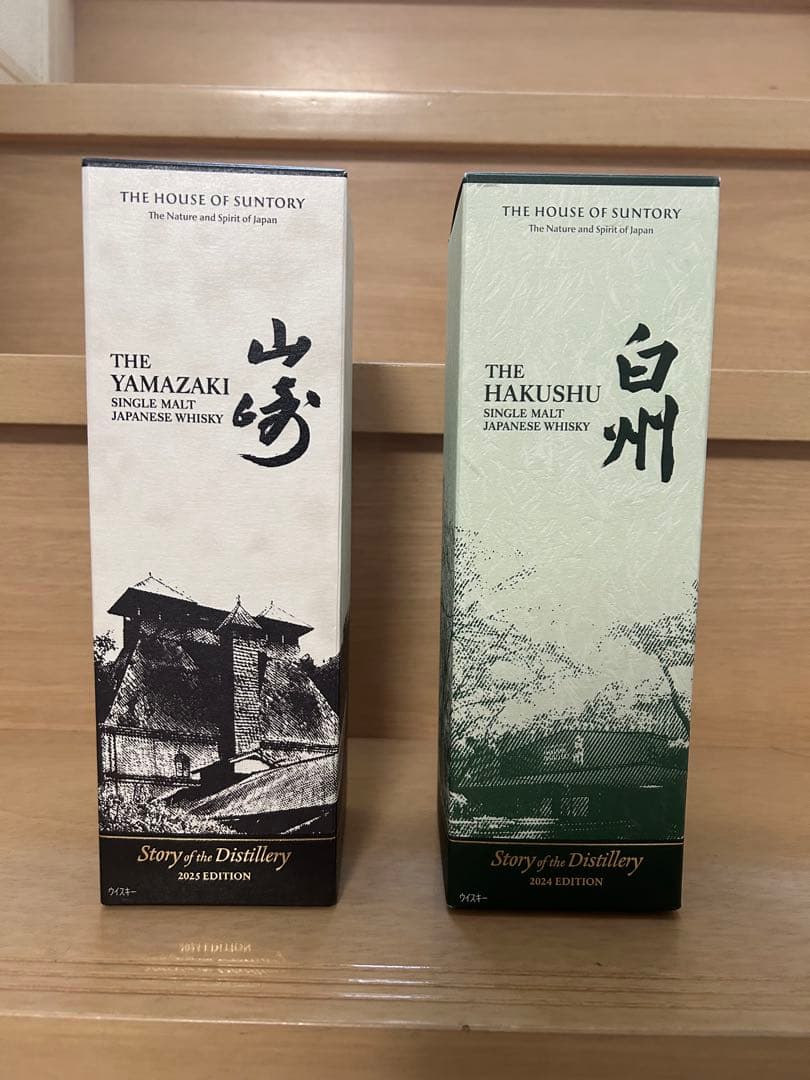 THE HOUSE OF SUNTORY
The Nature and Spirit of Japan
THE
YAMAZAKI
SINGLE MALT
JAPANESE WHISKY
山崎
Story of the Distillery
2025 EDITION
ウイスキー
THE HOUSE OF SUNTORY
The Nature and Spirit of Japan
THE
HAKUSHU
SINGLE MALT
JAPANESE WHISKY
白州
Story of the Distillery
2024 EDITION
ウイスキー